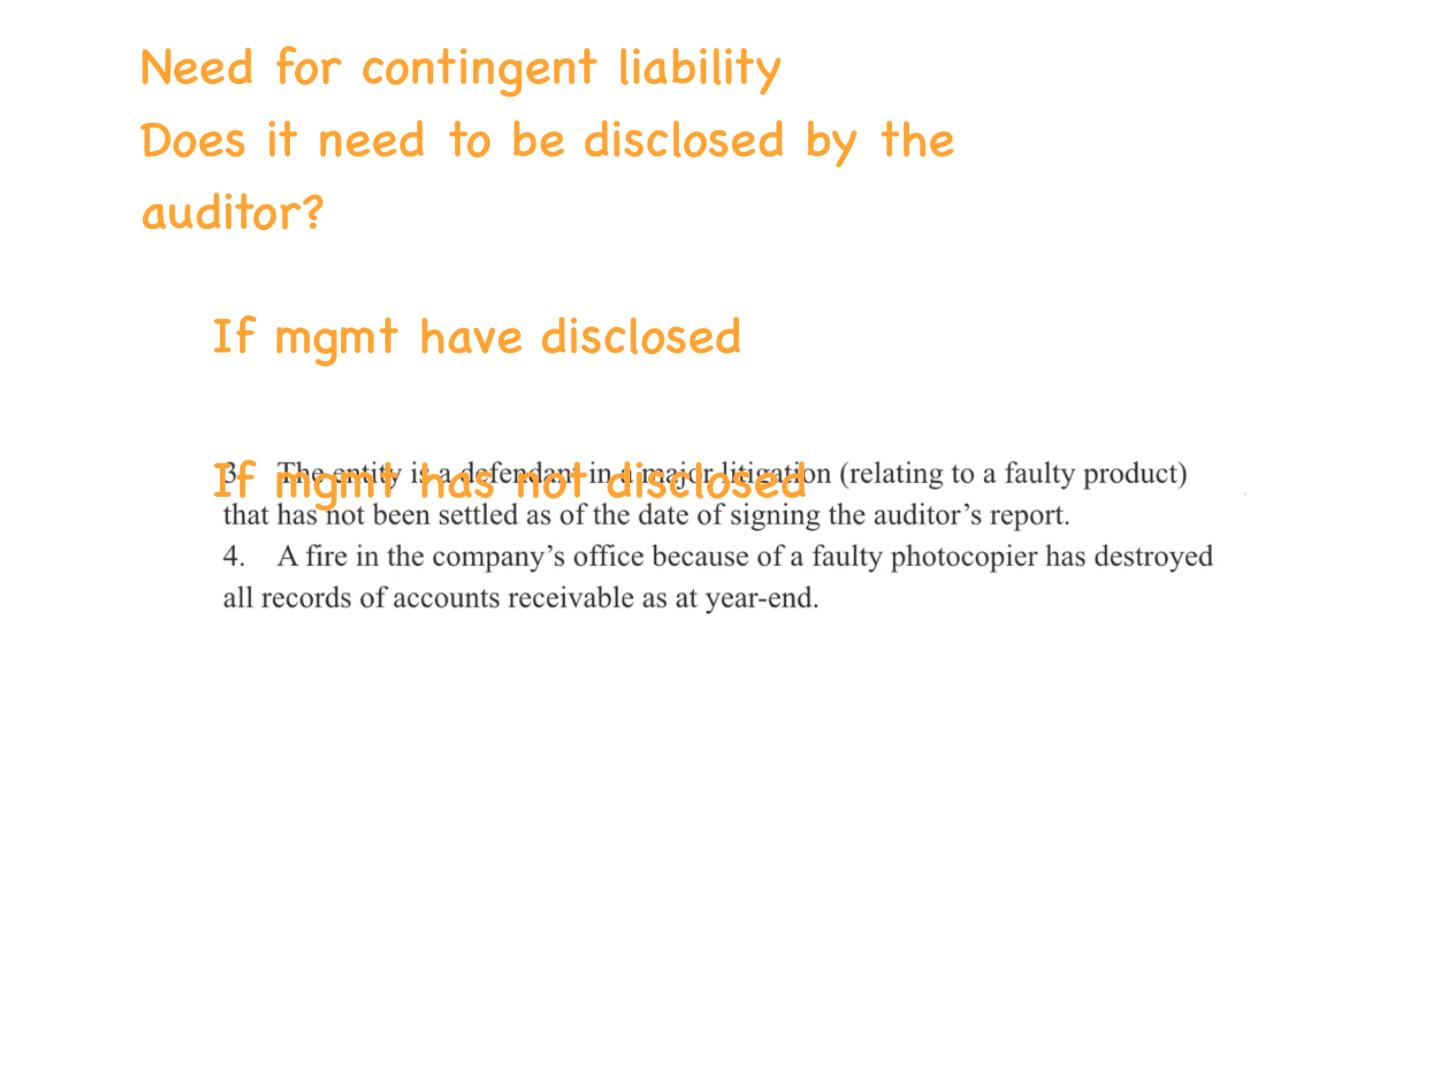 Need for contingent liability
Does it need to be disclosed by the
auditor?
If mgmt have disclosed
If mgmt has not disclosed
3. The entity is a defendant in a major litigation (relating to a faulty product)
that has not been settled as of the date of signing the auditor’s report.
4. A fire in the company’s office because of a faulty photocopier has destroyed
all records of accounts receivable as at year-end.